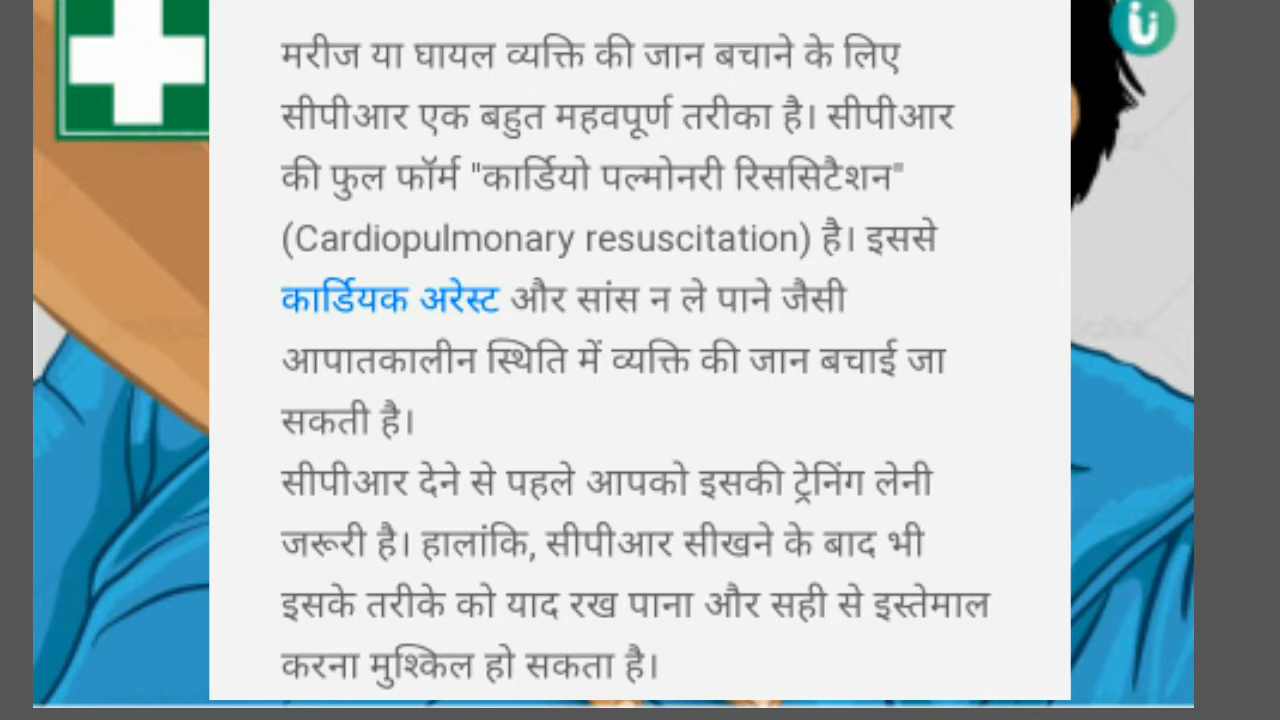 मरीज या घायल व्यक्ति की जान बचाने के लिए
सीपीआर एक बहुत महवपूर्ण तरीका है। सीपीआर
की फुल फॉर्म "कार्डियो पल्मोनरी रिससिटैशन"
(Cardiopulmonary resuscitation) है। इससे
कार्डियक अरेस्ट और सांस न ले पाने जैसी
आपातकालीन स्थिति में व्यक्ति की जान बचाई जा
सकती है।
सीपीआर देने से पहले आपको इसकी ट्रेनिंग लेनी
जरूरी है। हालांकि, सीपीआर सीखने के बाद भी
इसके तरीके को याद रख पाना और सही से इस्तेमाल
करना मुश्किल हो सकता है।